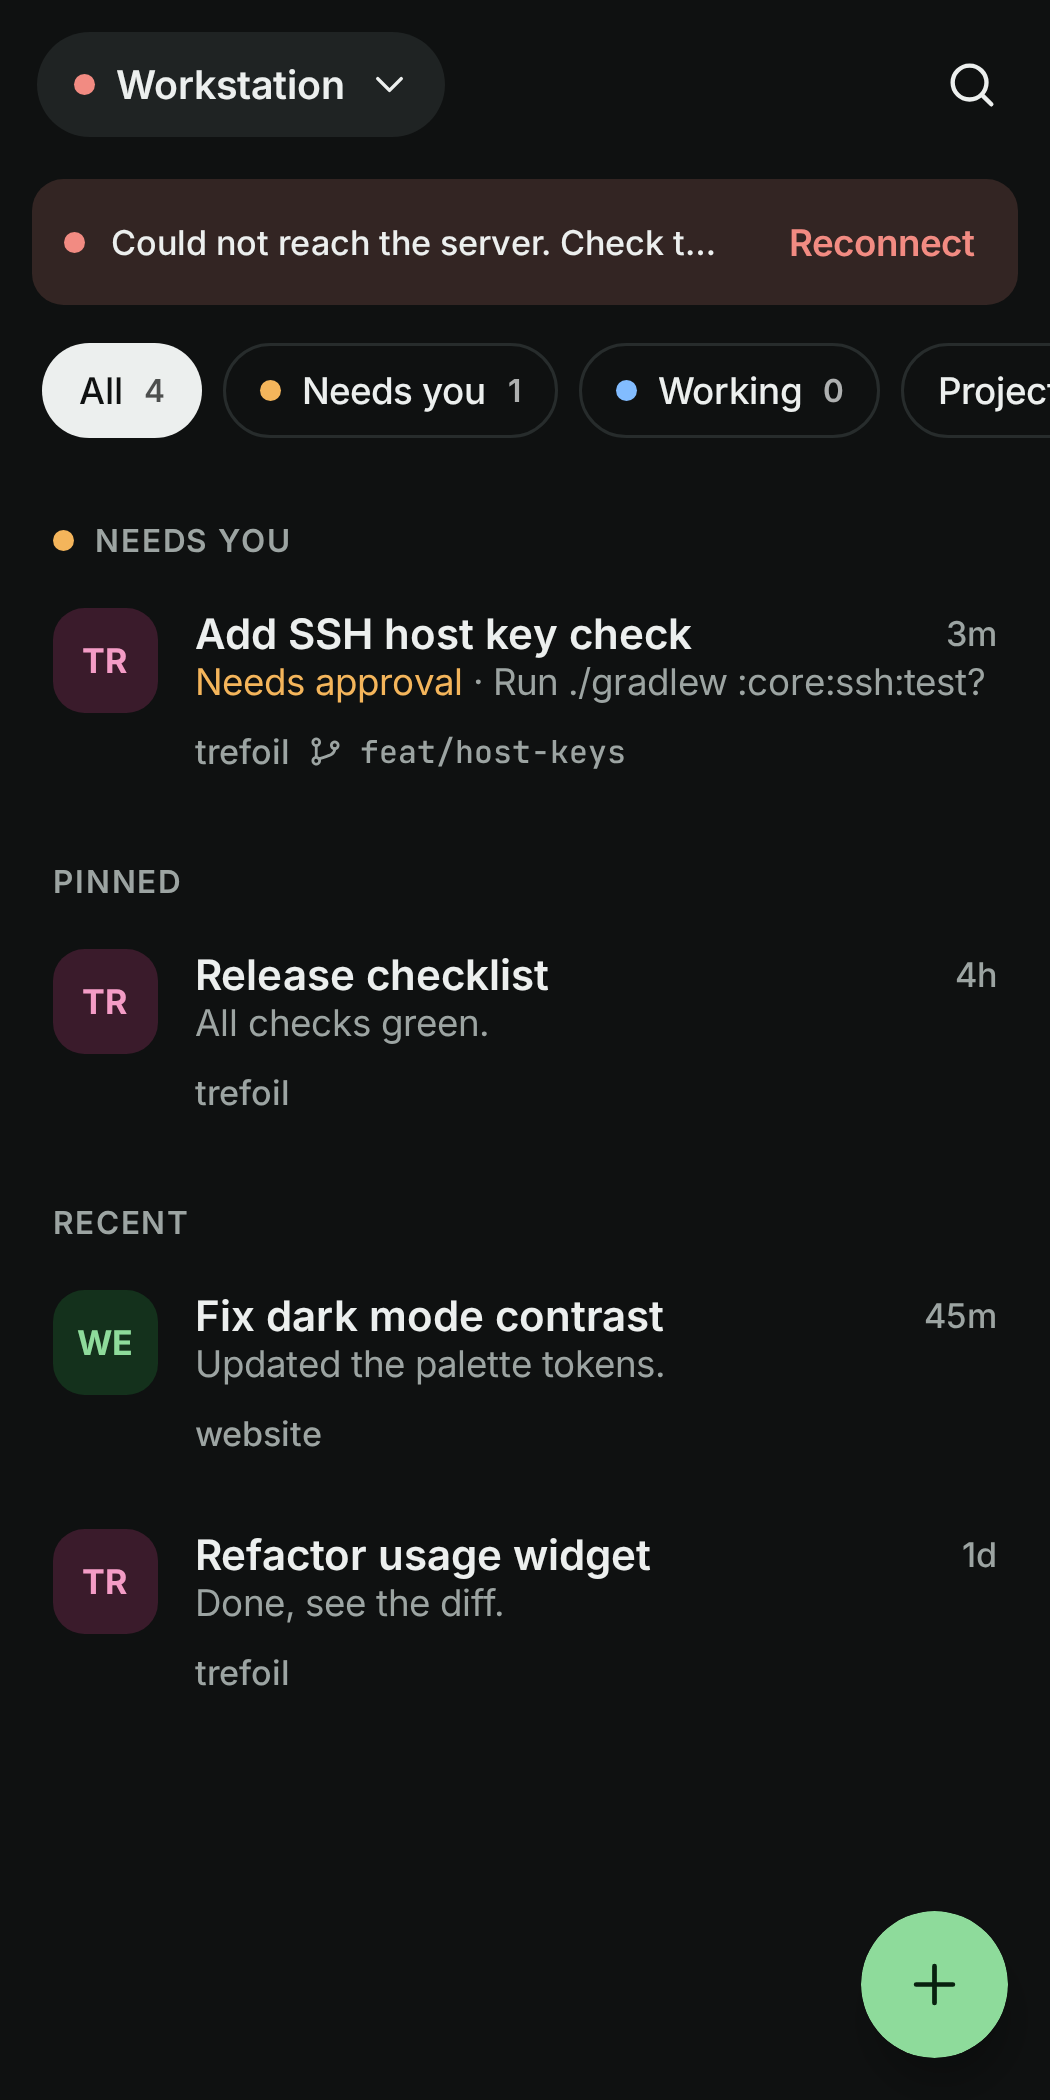 Workstation
Could not reach the server. Check t... Reconnect
All 4 Needs you 1 Working 0 Project
NEEDS YOU
TR Add SSH host key check 3m
Needs approval · Run ./gradlew :core:ssh:test?
trefoil feat/host-keys
PINNED
TR Release checklist 4h
All checks green.
trefoil
RECENT
WE Fix dark mode contrast 45m
Updated the palette tokens.
website
TR Refactor usage widget 1d
Done, see the diff.
trefoil